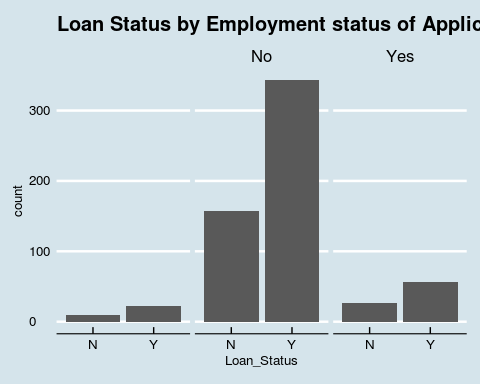 Loan Status by Employment status of Applic
No Yes
300
200
100
0
count
N Y N Y N Y
Loan_Status